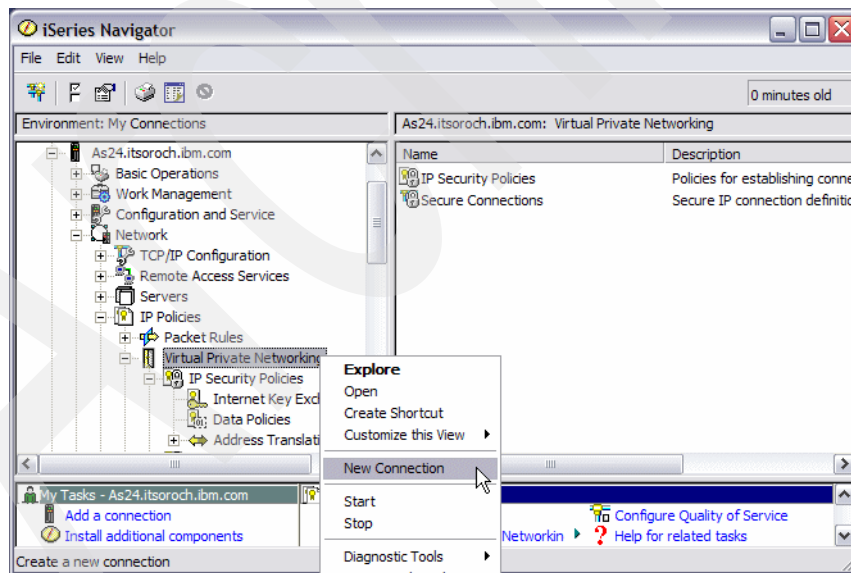 iSeries Navigator
File Edit View Help
0 minutes old
Environment: My Connections
As24.itsoroch.ibm.com: Virtual Private Networking
As24.itsoroch.ibm.com
Basic Operations
Work Management
Configuration and Service
Network
TCP/IP Configuration
Remote Access Services
Servers
IP Policies
Packet Rules
Virtual Private Networking
IP Security Policies
Internet Key Excl
Data Policies
Address Translati
Name Description
IP Security Policies Policies for establishing conne
Secure Connections Secure IP connection definitio
Explore
Open
Create Shortcut
Customize this View
New Connection
Start
Stop
Diagnostic Tools
My Tasks - As24.itsoroch.ibm.com
Add a connection
Install additional components
Networkin
Configure Quality of Service
Help for related tasks
Create a new connection